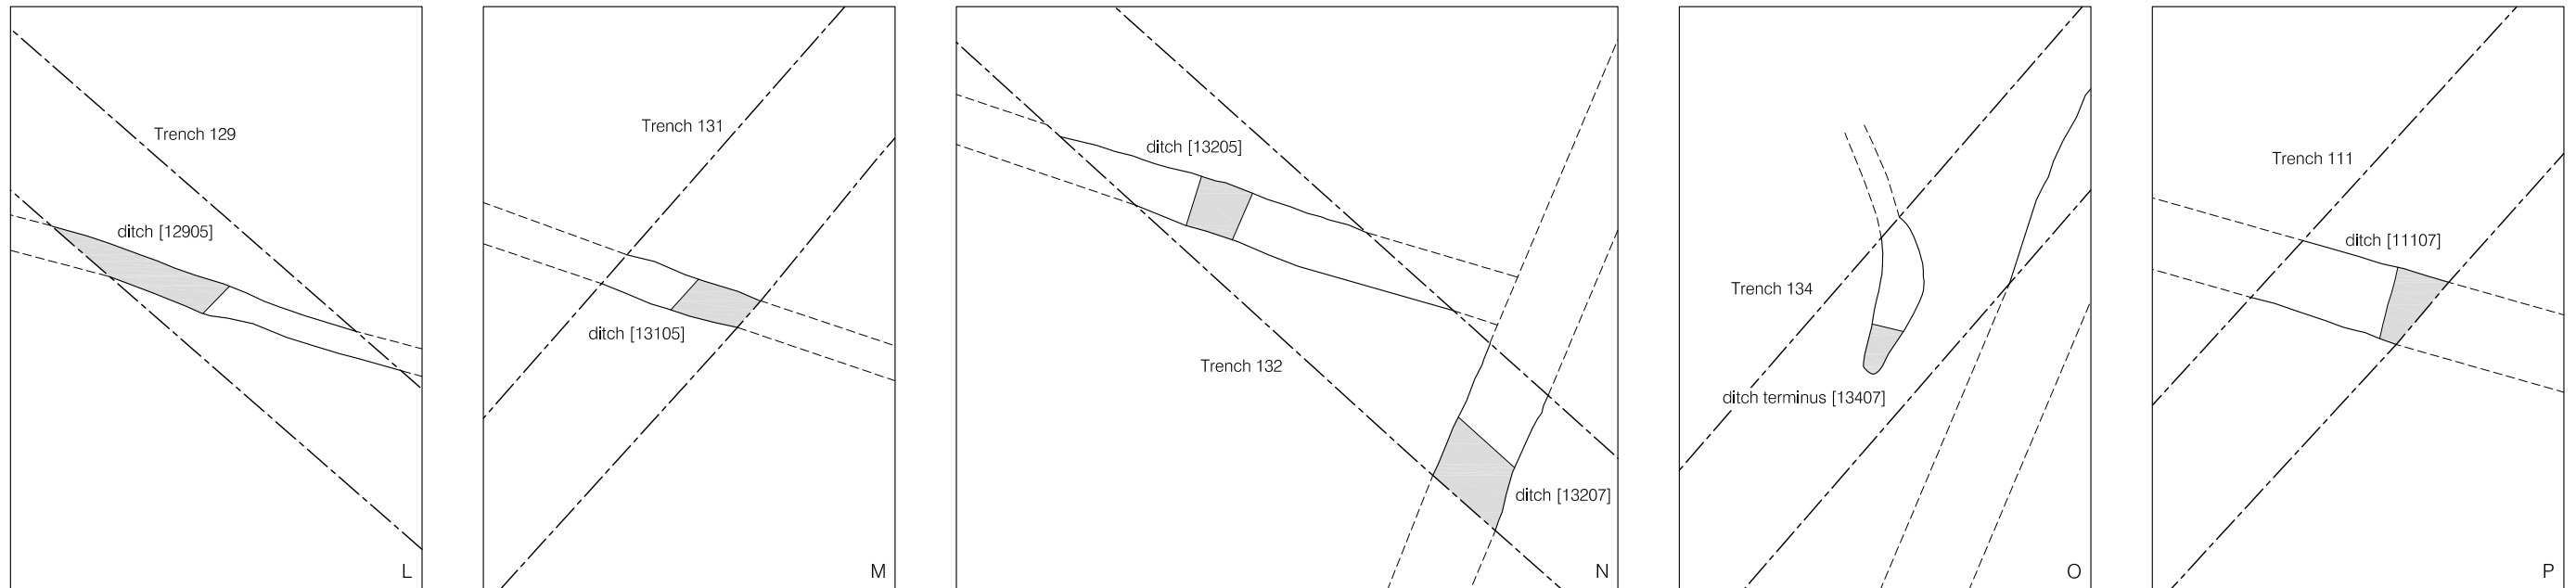 Trench 129
ditch [12905]
L
Trench 131
ditch [13105]
M
ditch [13205]
Trench 132
ditch [13207]
N
Trench 134
ditch terminus [13407]
O
Trench 111
ditch [11107]
P